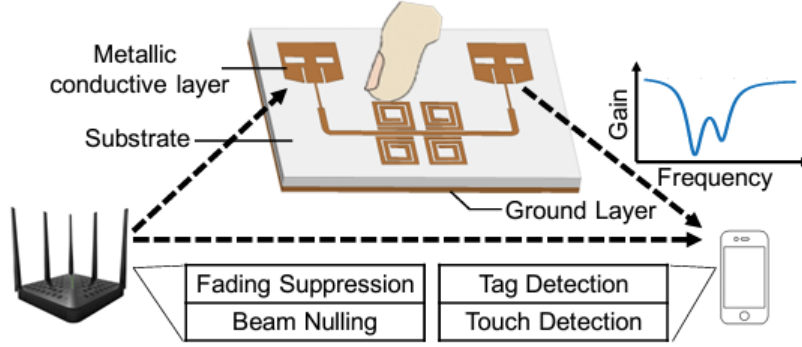 Metallic
conductive layer
Substrate
Ground Layer
Gain
Frequency
Fading Suppression
Beam Nulling
Tag Detection
Touch Detection